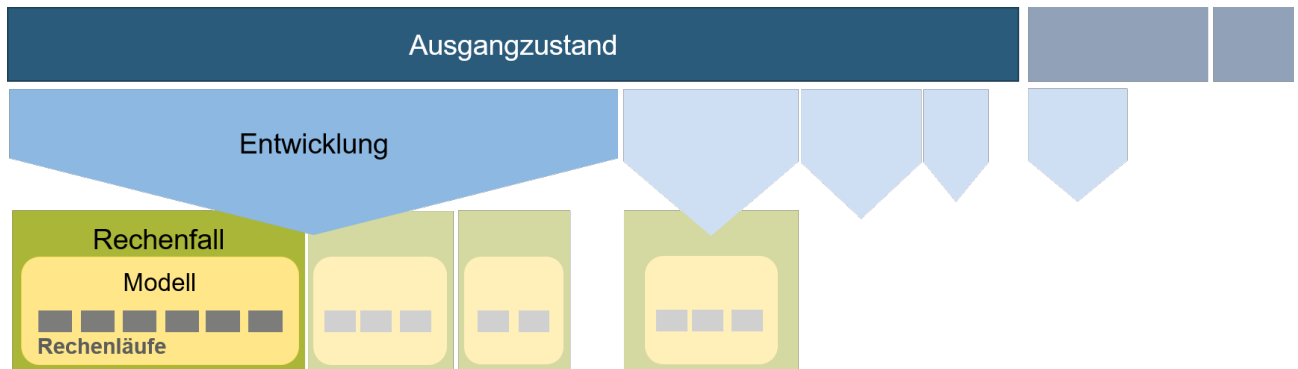 Ausgangzustand
Entwicklung
Rechenfall
Modell
Rechenläufe